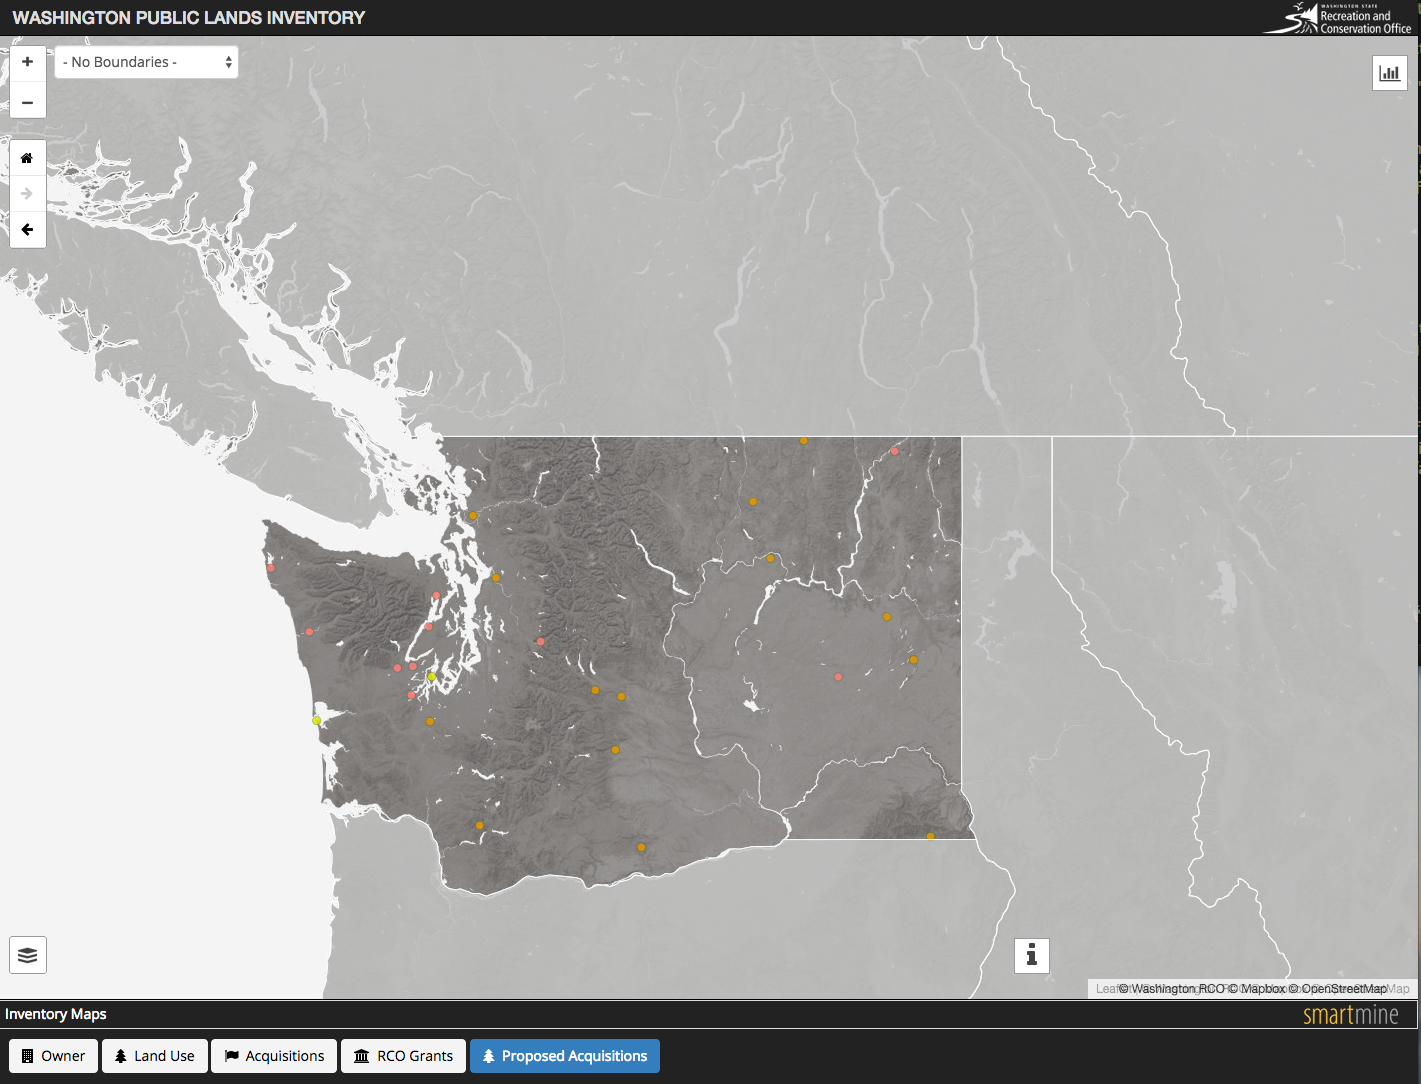 WASHINGTON PUBLIC LANDS INVENTORY
WASHINGTON STATE
Recreation and
Conservation Office
+
- No Boundaries -
−
Leaflet © Washington RCO © Mapbox © OpenStreetMap
Inventory Maps
smartmine
Owner
Land Use
Acquisitions
RCO Grants
Proposed Acquisitions